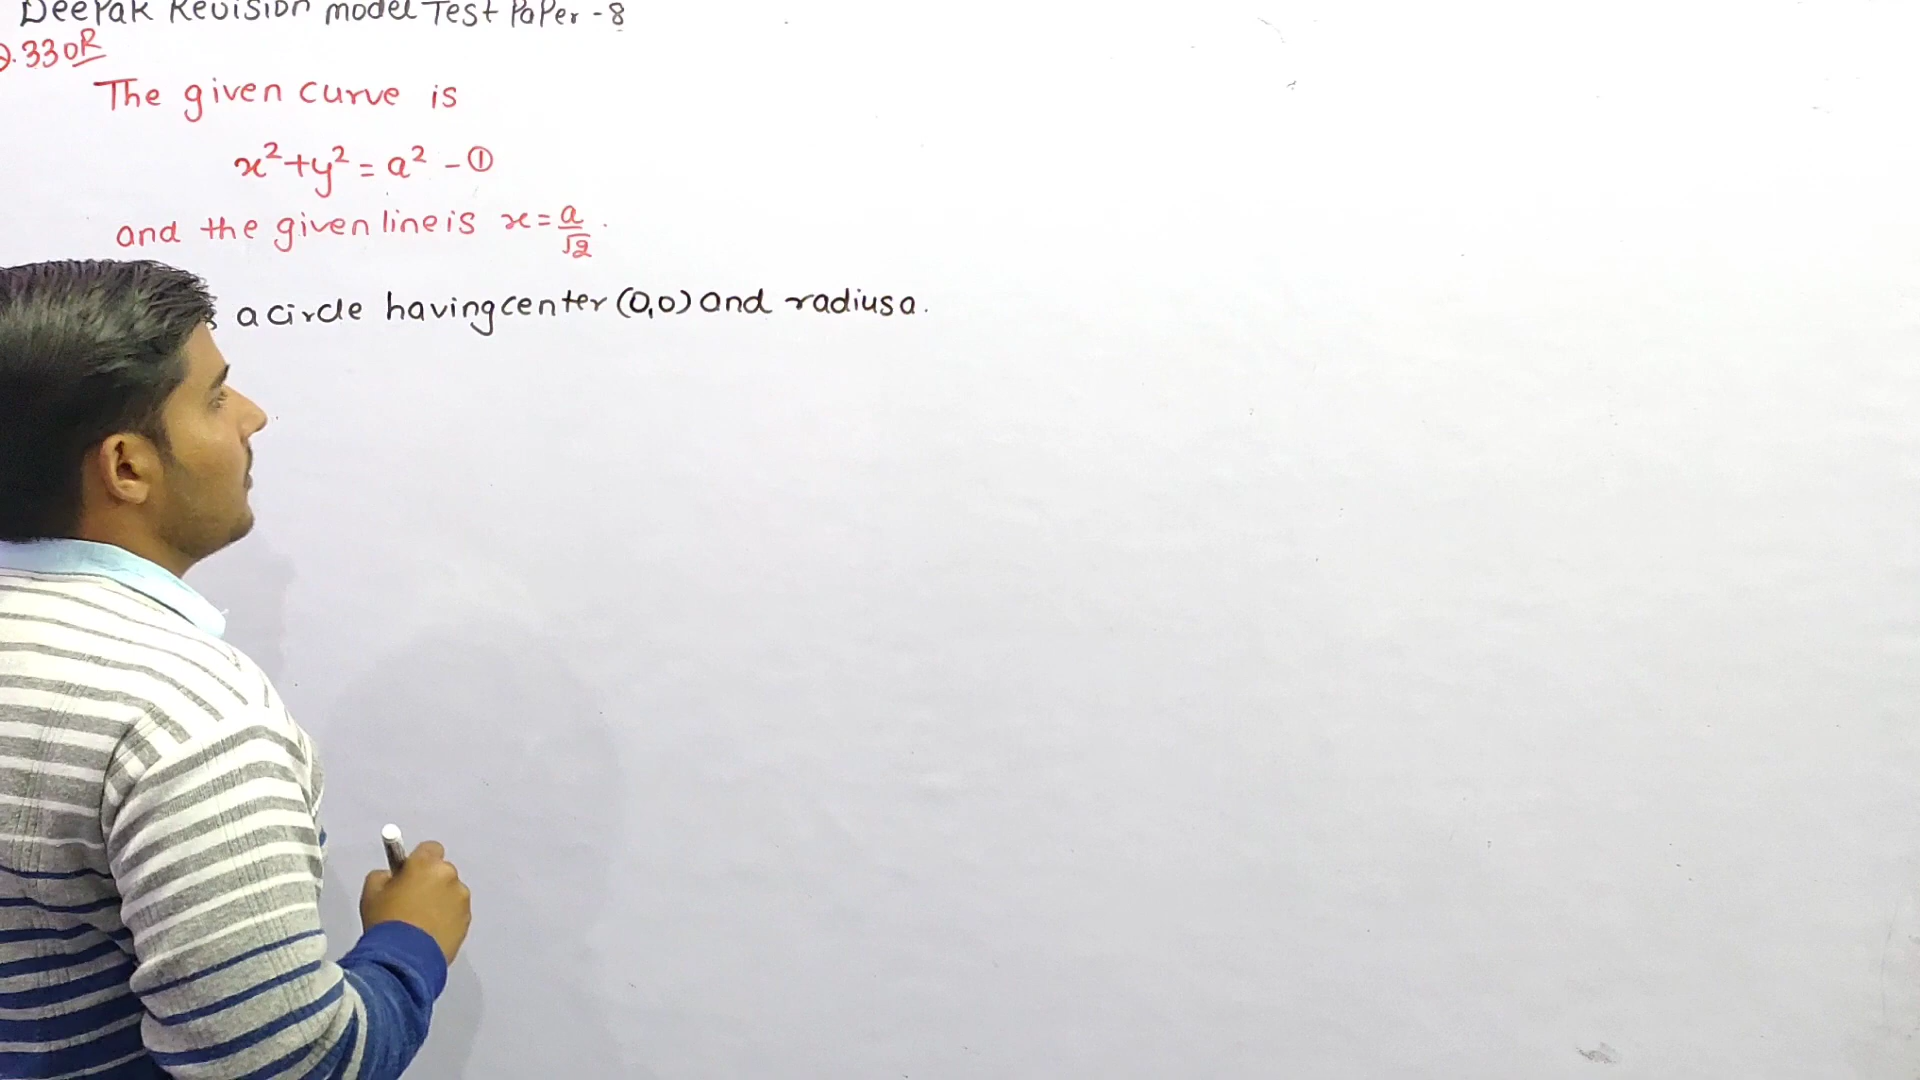 Deepak Revision model Test Paper - 8
Q. 33 OR
The given curve is
x² + y² = a² - ①
and the given line is x = a/√2 .
a circle having center (0,0) and radius a.